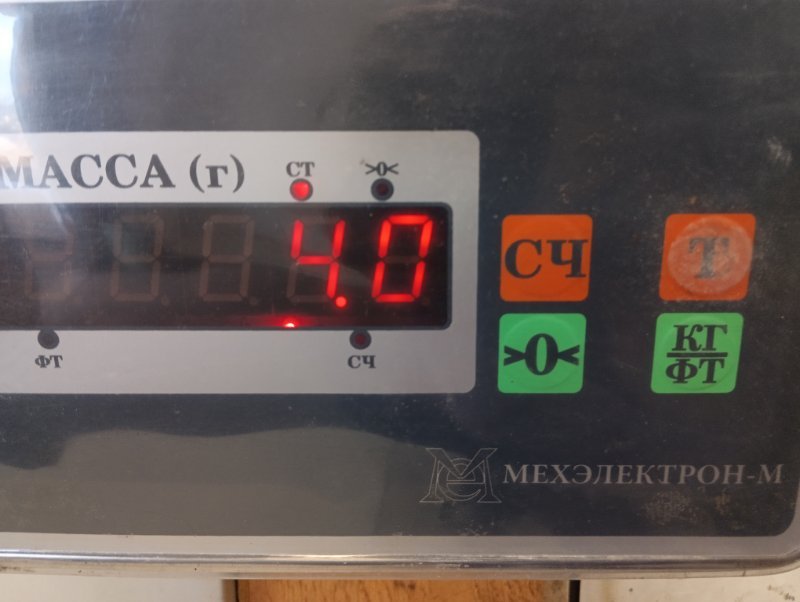 МАССА (г)
СТ >0<
4.0
ФТ СЧ
СЧ Т
>0< КГ/ФТ
МЕХЭЛЕКТРОН-М